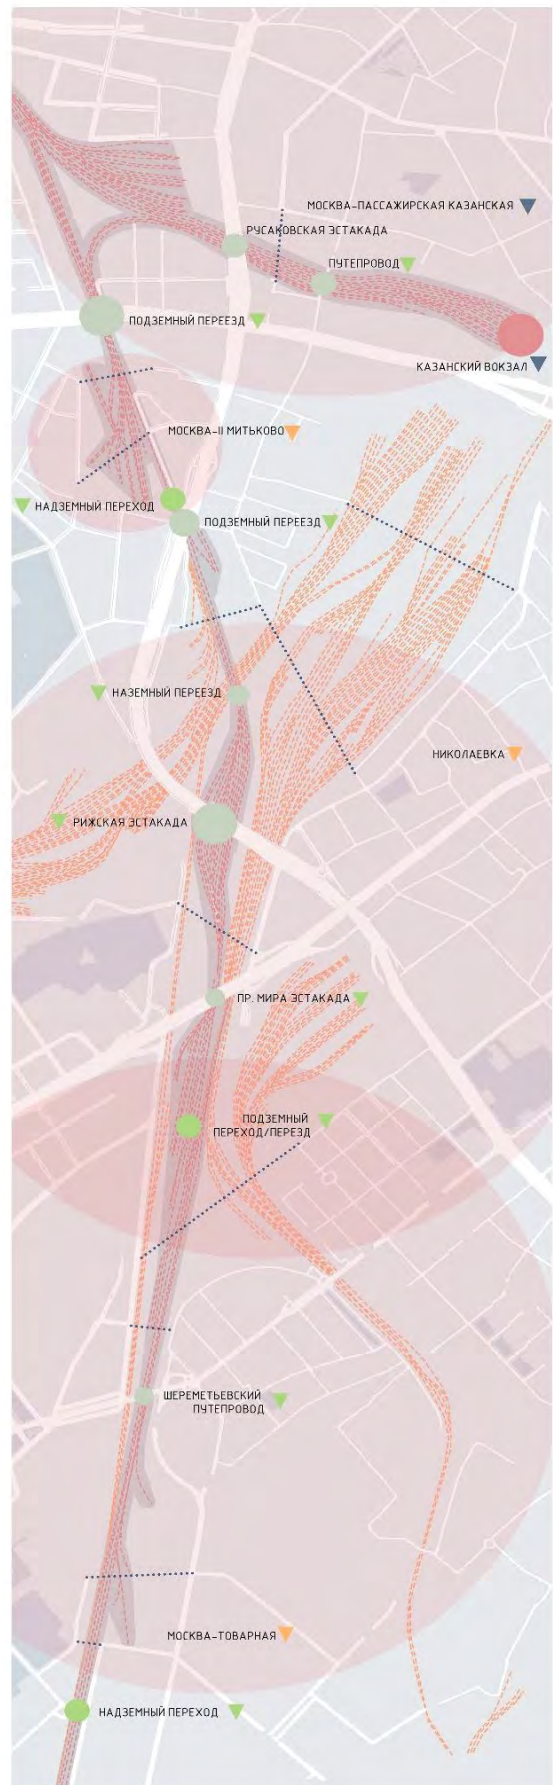 МОСКВА-ПАССАЖИРСКАЯ КАЗАНСКАЯ
РУСАКОВСКАЯ ЭСТАКАДА
ПУТЕПРОВОД
ПОДЗЕМНЫЙ ПЕРЕЕЗД
КАЗАНСКИЙ ВОКЗАЛ
МОСКВА-II МИТЬКОВО
НАДЗЕМНЫЙ ПЕРЕХОД
ПОДЗЕМНЫЙ ПЕРЕЕЗД
НАЗЕМНЫЙ ПЕРЕЕЗД
НИКОЛАЕВКА
РИЖСКАЯ ЭСТАКАДА
ПР. МИРА ЭСТАКАДА
ПОДЗЕМНЫЙ
ПЕРЕХОД/ПЕРЕЗД
ШЕРЕМЕТЬЕВСКИЙ
ПУТЕПРОВОД
МОСКВА-ТОВАРНАЯ
НАДЗЕМНЫЙ ПЕРЕХОД